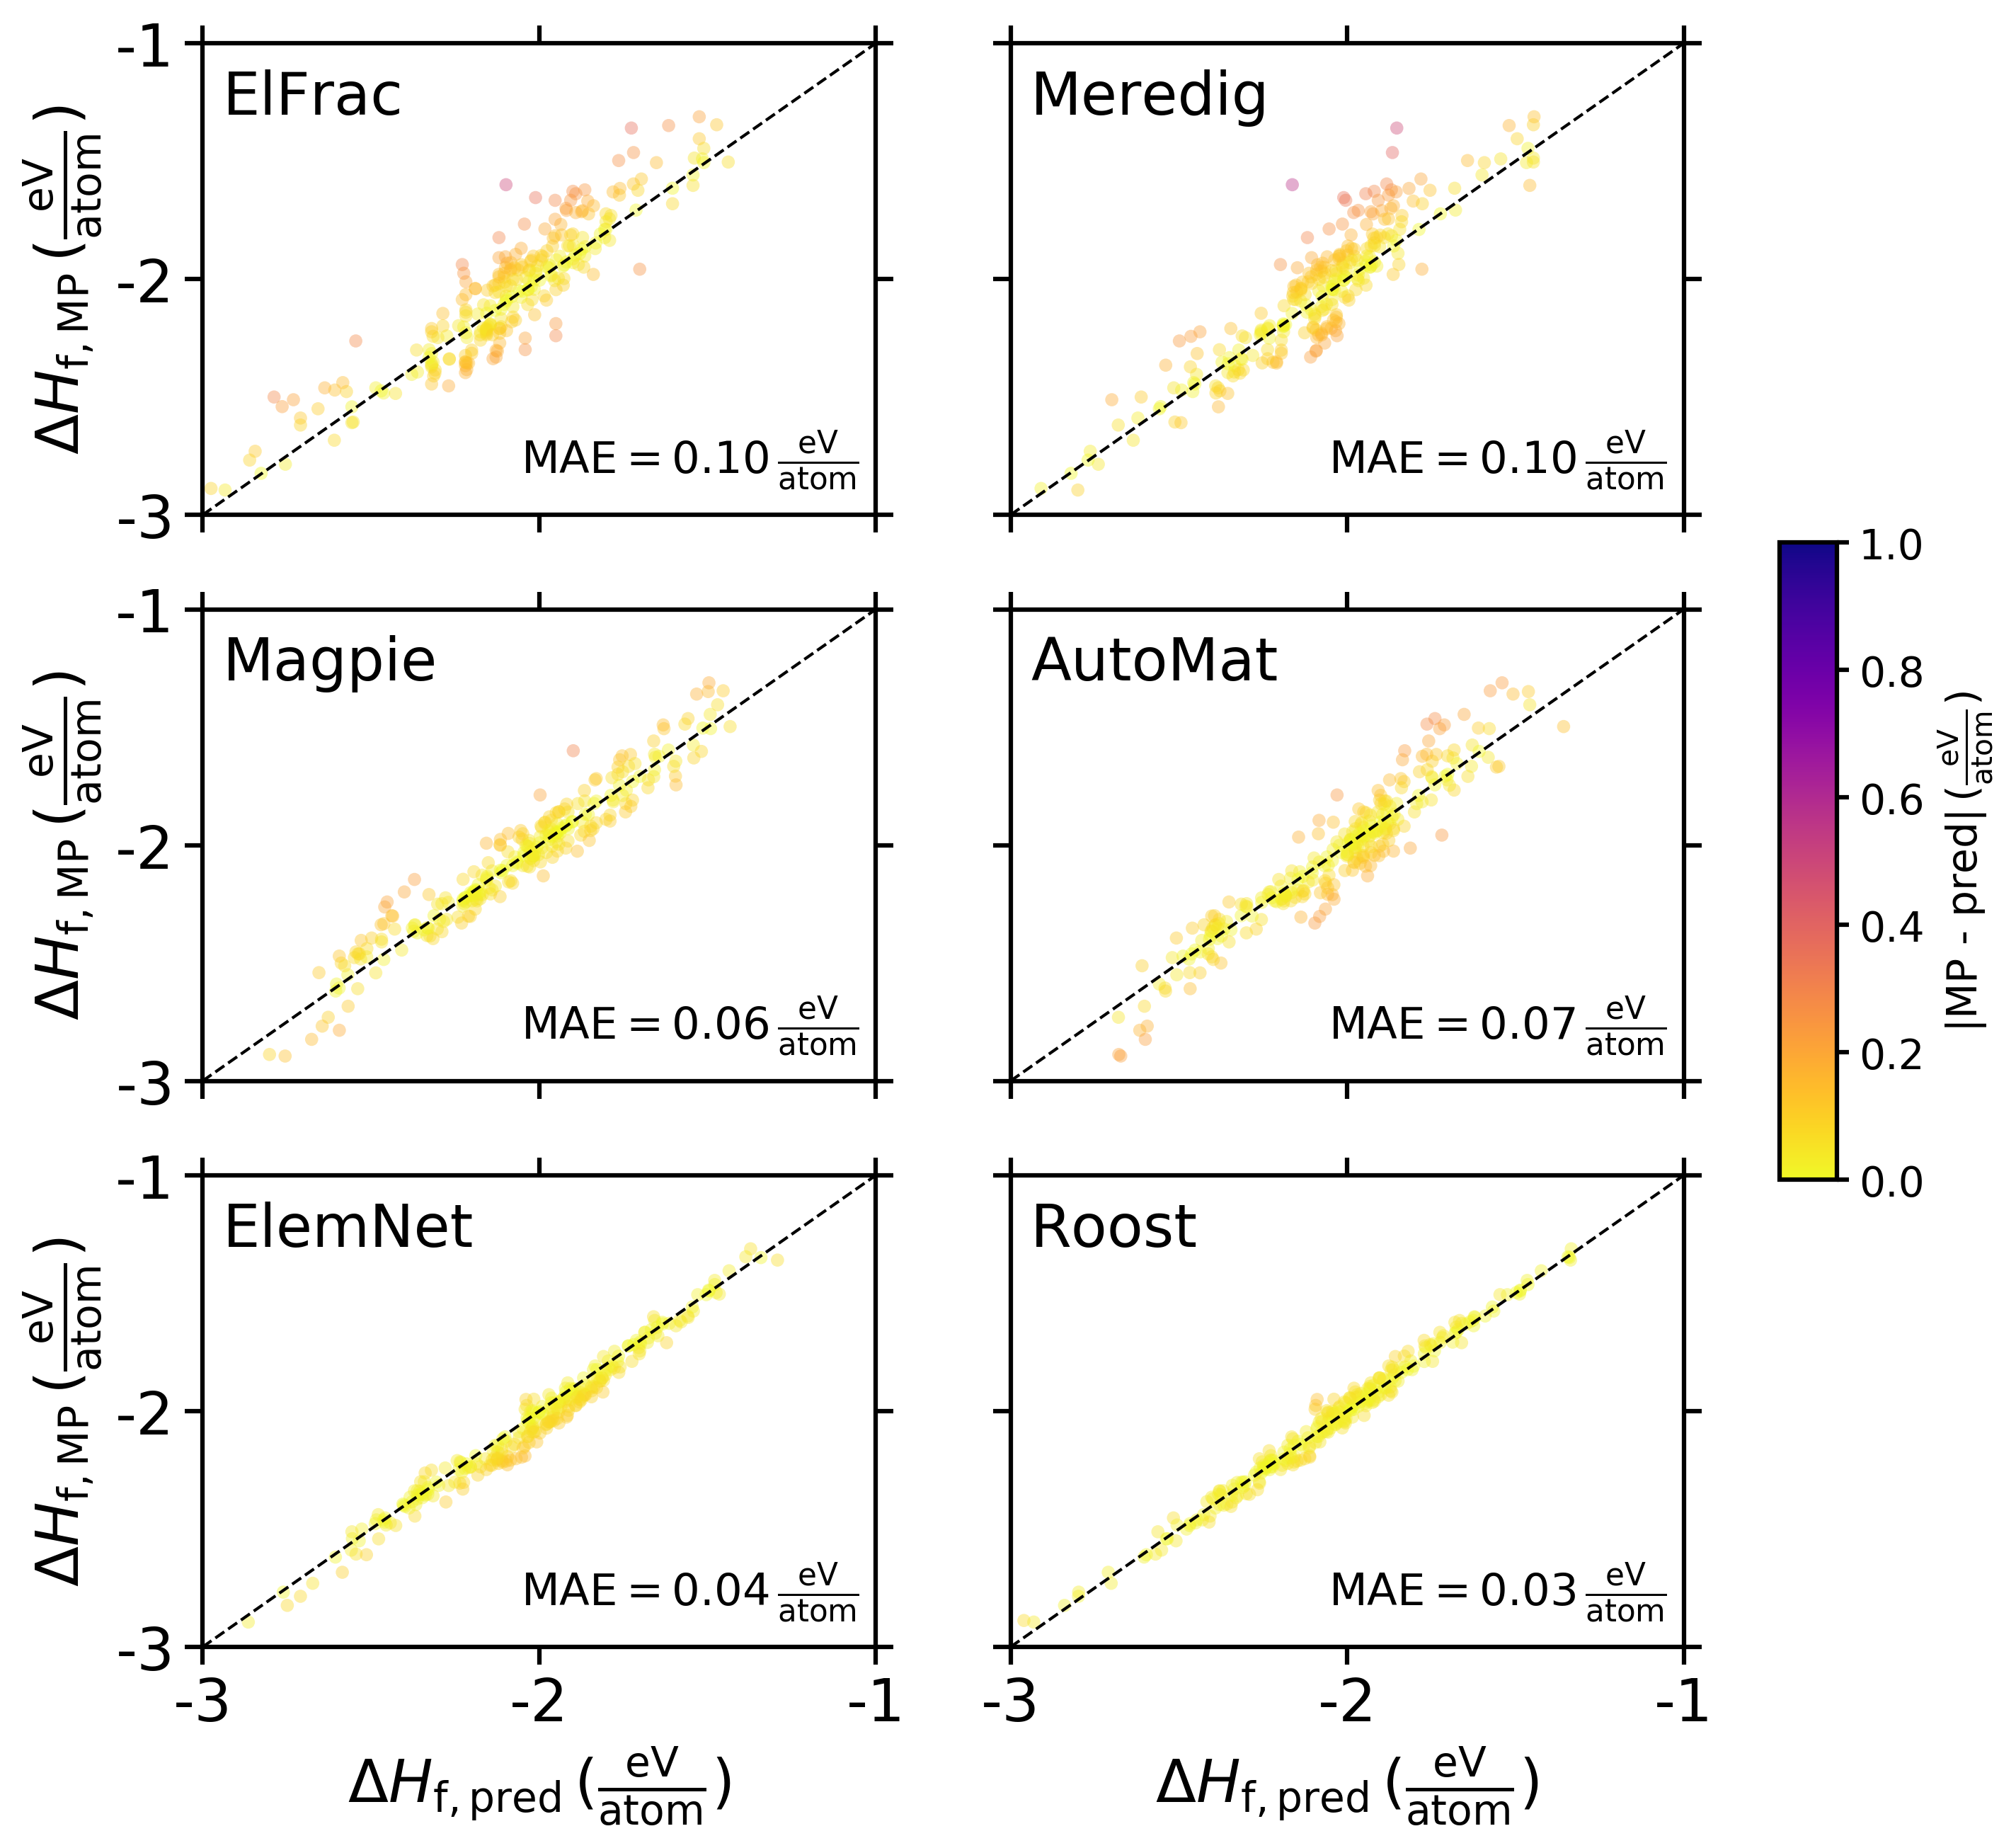 ElFrac
Meredig
-1
-2
-3
ΔH_f, MP (eV/atom)
MAE = 0.10 eV/atom
MAE = 0.10 eV/atom
Magpie
AutoMat
-1
-2
-3
ΔH_f, MP (eV/atom)
MAE = 0.06 eV/atom
MAE = 0.07 eV/atom
1.0
0.8
0.6
0.4
0.2
0.0
|MP - pred| (eV/atom)
ElemNet
Roost
-1
-2
-3
ΔH_f, MP (eV/atom)
MAE = 0.04 eV/atom
MAE = 0.03 eV/atom
-3 -2 -1
-3 -2 -1
ΔH_f, pred (eV/atom)
ΔH_f, pred (eV/atom)